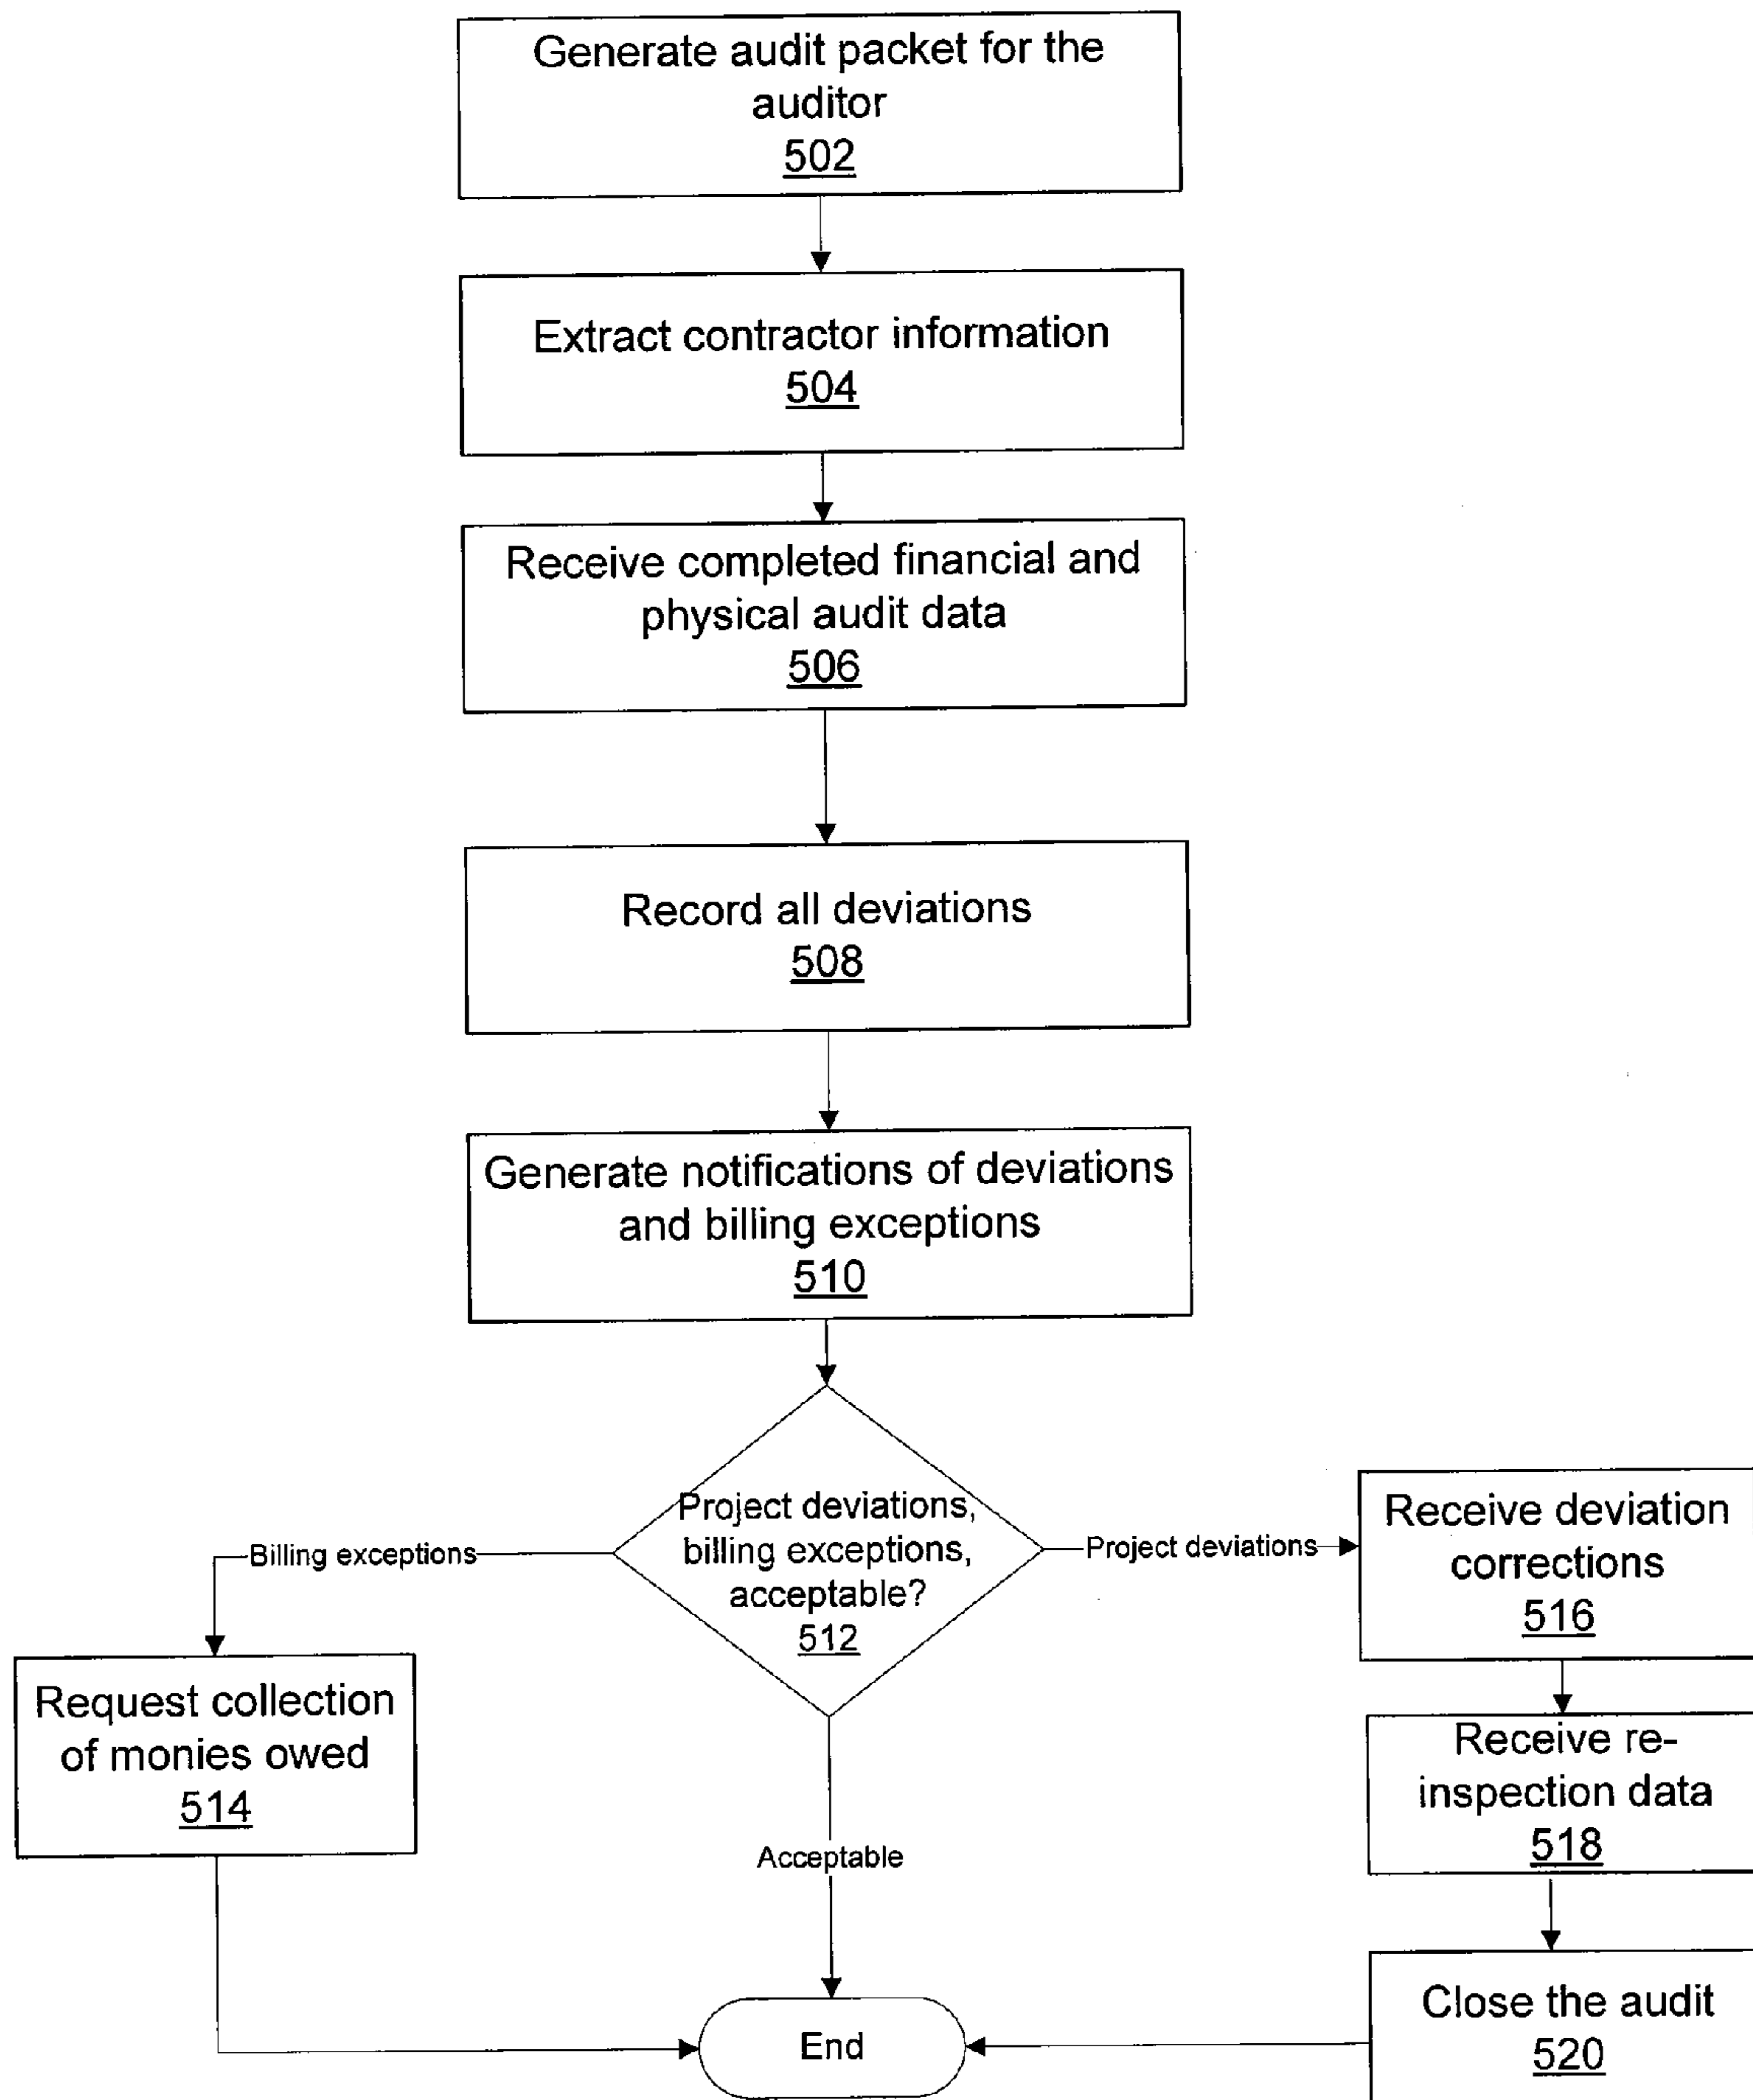 Generate audit packet for the
auditor
502
Extract contractor information
504
Receive completed financial and
physical audit data
506
Record all deviations
508
Generate notifications of deviations
and billing exceptions
510
Project deviations,
billing exceptions,
acceptable?
512
Billing exceptions
Project deviations
Acceptable
Request collection
of monies owed
514
Receive deviation
corrections
516
Receive re-
inspection data
518
Close the audit
520
End